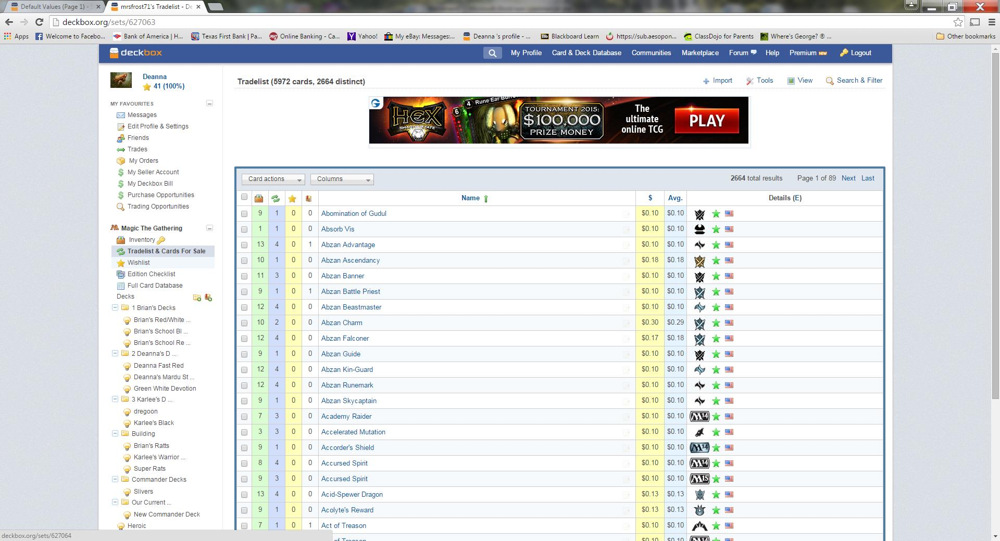 Default Values (Page 1) -
mrsfrost71's Tradelist - De
deckbox.org/sets/627063
Apps
Welcome to Facebo...
Bank of America | H...
Texas First Bank | Pa...
Online Banking - Ca...
Yahoo!
My eBay: Messages:...
Deanna 's profile - ...
Blackboard Learn
https://sub.aesopon...
ClassDojo for Parents
Where's George? ® ...
Other bookmarks
deckbox
My Profile
Card & Deck Database
Communities
Marketplace
Forum
Help
Premium NEW
Logout
Deanna
41 (100%)
MY FAVOURITES
Messages
Edit Profile & Settings
Friends
Trades
My Orders
My Seller Account
My Deckbox Bill
Purchase Opportunities
Trading Opportunities
Magic The Gathering
Inventory
Tradelist & Cards For Sale
Wishlist
Edition Checklist
Full Card Database
Decks
1 Brian's Decks
Brian's Red/White ...
Brian's School Bl ...
Brian's School Re ...
2 Deanna's D ...
Deanna Fast Red
Deanna's Mardu St ...
Green White Devotion
3 Karlee's D ...
dregoon
Karlee's Black
Building
Brian's Ratts
Karlee's Warrior ...
Super Rats
Commander Decks
Slivers
Our Current ...
New Commander Deck
Heroic
deckbox.org/sets/627064
Tradelist (5972 cards, 2664 distinct)
Import
Tools
View
Search & Filter
HEX
SHARDS OF FATE
6
4 Rune Ear
TOURNAMENT 2015:
$100,000
PRIZE MONEY
The
ultimate
online TCG
PLAY
Card actions
Columns
2664 total results
Page 1 of 89
Next
Last
Name $ Avg. Details (E)
9 1 0 0 Abomination of Gudul $0.10 $0.10
1 1 0 0 Absorb Vis $0.10 $0.10
13 4 0 1 Abzan Advantage $0.10 $0.10
10 1 0 0 Abzan Ascendancy $0.18 $0.18
11 3 0 0 Abzan Banner $0.10 $0.10
9 1 0 1 Abzan Battle Priest $0.10 $0.10
12 4 0 0 Abzan Beastmaster $0.10 $0.10
10 2 0 0 Abzan Charm $0.30 $0.29
12 4 0 0 Abzan Falconer $0.17 $0.18
9 1 0 0 Abzan Guide $0.10 $0.10
12 4 0 0 Abzan Kin-Guard $0.10 $0.10
12 4 0 0 Abzan Runemark $0.10 $0.10
9 1 0 0 Abzan Skycaptain $0.10 $0.10
7 3 0 0 Academy Raider $0.10 $0.10 M14
3 3 0 0 Accelerated Mutation $0.10 $0.10
9 1 0 0 Accorder's Shield $0.10 $0.10 M14
8 4 0 0 Accursed Spirit $0.10 $0.10 M14
9 3 0 0 Accursed Spirit $0.10 $0.10 M15
13 4 0 0 Acid-Spewer Dragon $0.13 $0.13
9 1 0 0 Acolyte's Reward $0.13 $0.13
7 1 0 1 Act of Treason $0.10 $0.10